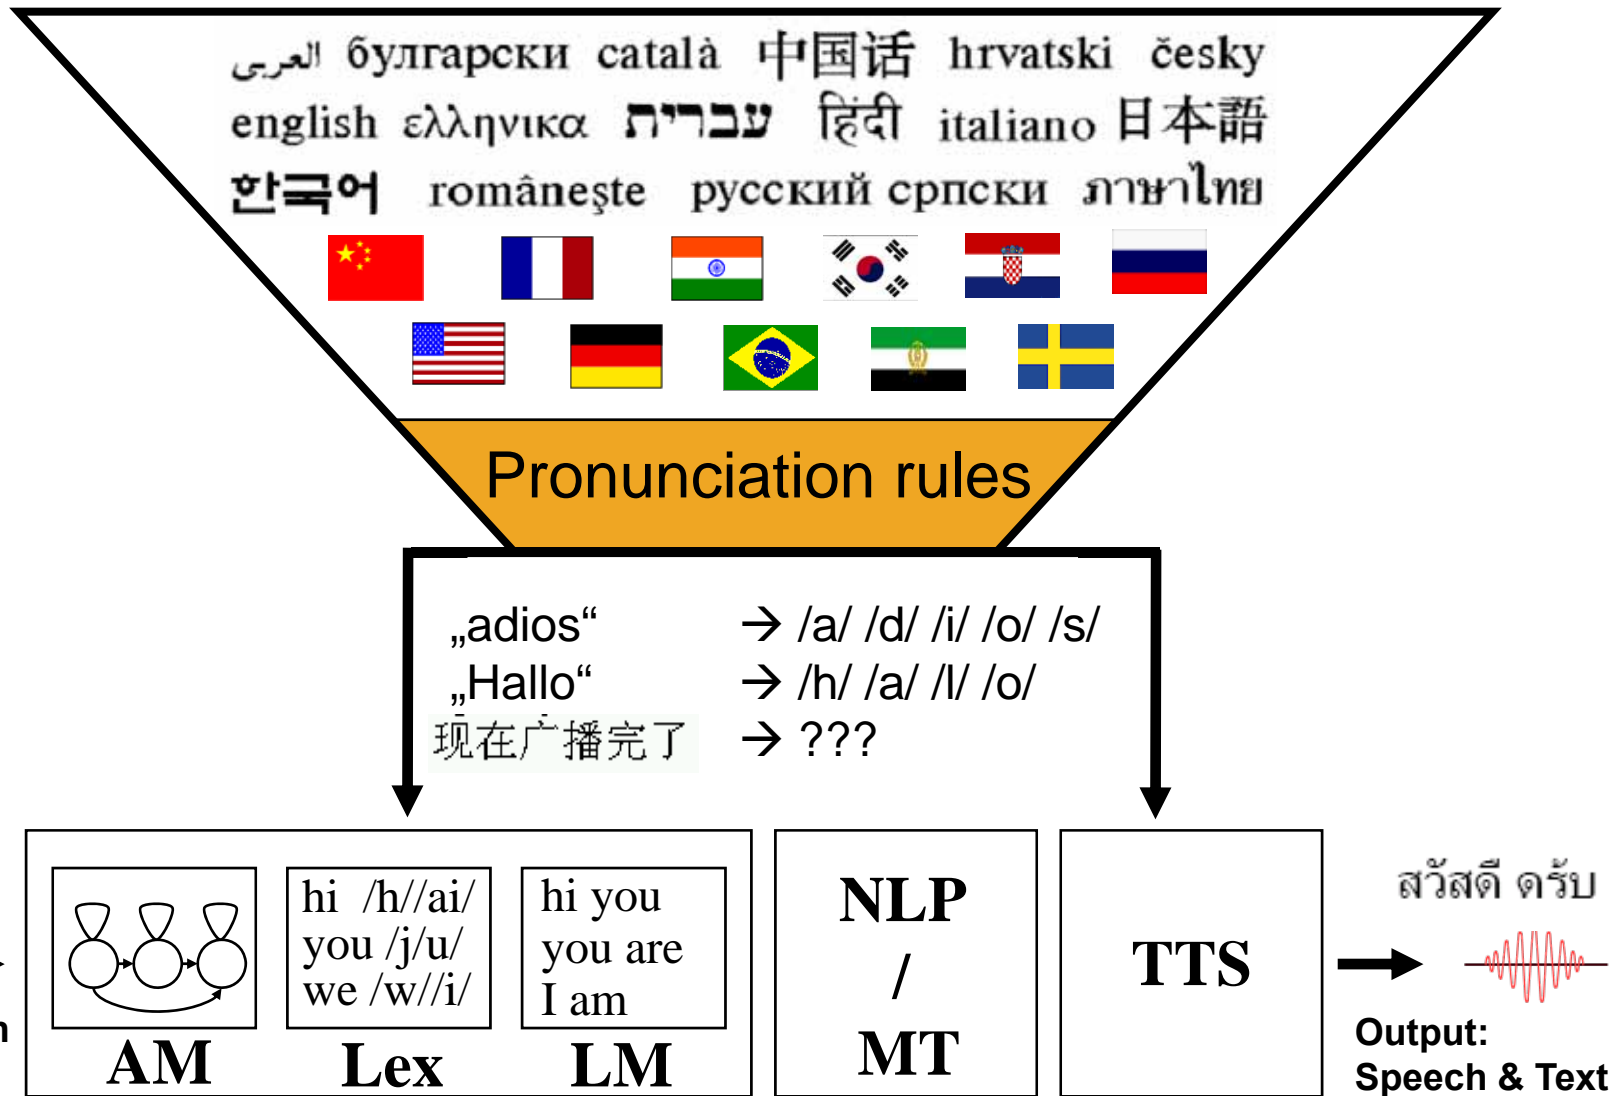 العربي български català 中国话 hrvatski česky
english ελληνικα עברית हिंदी italiano 日本語
한국어 româneşte русский српски ภาษาไทย
Pronunciation rules
„adios“ → /a/ /d/ /i/ /o/ /s/
„Hallo“ → /h/ /a/ /l/ /o/
现在广播完了 → ???
hi /h//ai/
you /j/u/
we /w//i/
hi you
you are
I am
AM Lex LM
NLP
/
MT
TTS
สวัสดี ดรับ
n
Output:
Speech & Text